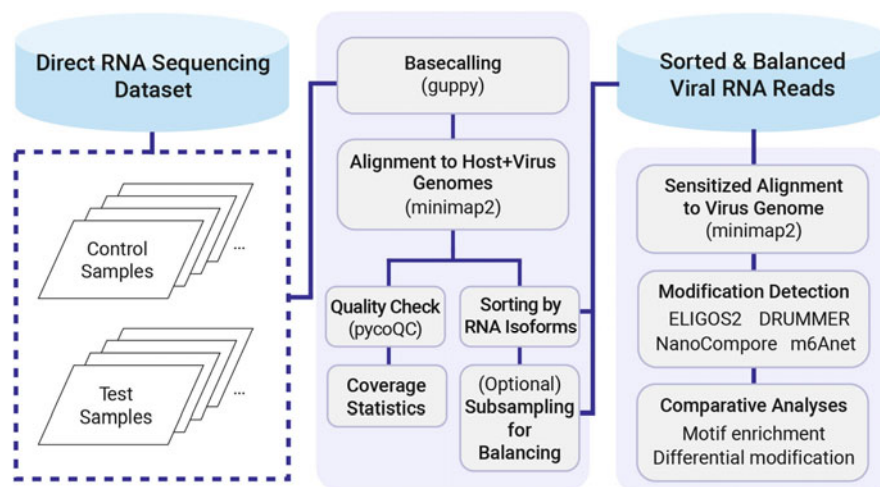 Direct RNA Sequencing
Dataset
Control
Samples
...
Test
Samples
...
Basecalling
(guppy)
Alignment to Host+Virus
Genomes
(minimap2)
Quality Check
(pycoQC)
Coverage
Statistics
Sorting by
RNA Isoforms
(Optional)
Subsampling
for
Balancing
Sorted & Balanced
Viral RNA Reads
Sensitized Alignment
to Virus Genome
(minimap2)
Modification Detection
ELIGOS2 DRUMMER
NanoCompore m6Anet
Comparative Analyses
Motif enrichment
Differential modification